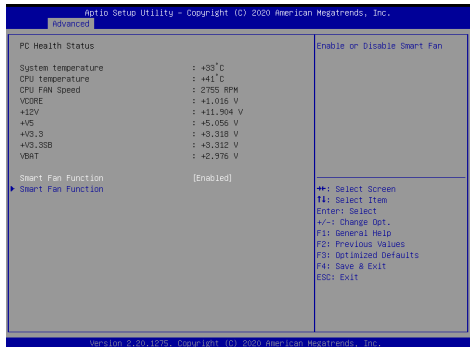 Aptio Setup Utility – Copyright (C) 2020 American Megatrends, Inc.
Advanced
PC Health Status
System temperature : +33°C
CPU temperature : +41°C
CPU FAN Speed : 2755 RPM
VCORE : +1.016 V
+12V : +11.904 V
+V5 : +5.056 V
+V3.3 : +3.318 V
+V3.3SB : +3.312 V
VBAT : +2.976 V
Smart Fan Function [Enabled]
Smart Fan Function
Enable or Disable Smart Fan
→←: Select Screen
↑↓: Select Item
Enter: Select
+/-: Change Opt.
F1: General Help
F2: Previous Values
F3: Optimized Defaults
F4: Save & Exit
ESC: Exit
Version 2.20.1275. Copyright (C) 2020 American Megatrends, Inc.